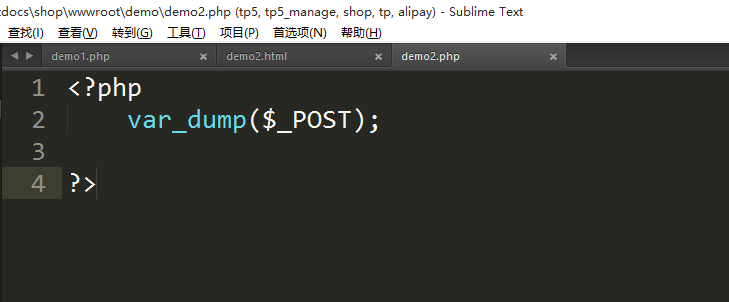 tdocs\shop\wwwroot\demo\demo2.php (tp5, tp5_manage, shop, tp, alipay) - Sublime Text
查找(I) 查看(V) 转到(G) 工具(T) 项目(P) 首选项(N) 帮助(H)
demo1.php × demo2.html × demo2.php ×
1 <?php
2 var_dump($_POST);
3
4 ?>